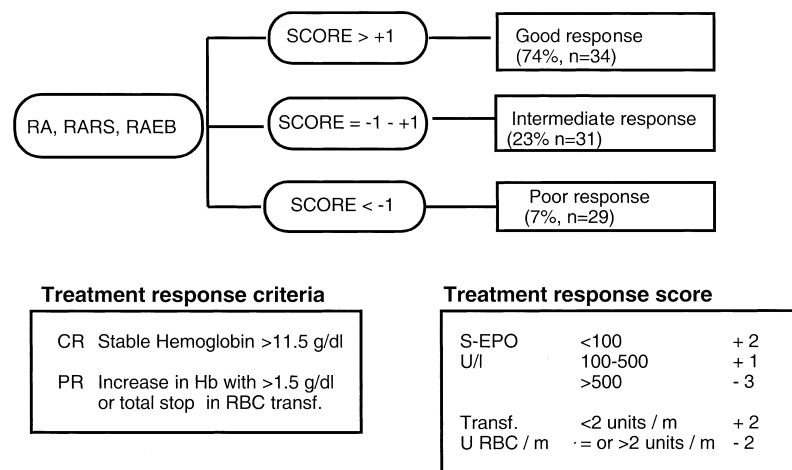 SCORE > +1
Good response
(74%, n=34)
RA, RARS, RAEB
SCORE = -1 - +1
Intermediate response
(23% n=31)
SCORE < -1
Poor response
(7%, n=29)
Treatment response criteria
CR Stable Hemoglobin >11.5 g/dl
PR Increase in Hb with >1.5 g/dl
or total stop in RBC transf.
Treatment response score
S-EPO <100 + 2
U/l 100-500 + 1
>500 - 3
Transf. <2 units / m + 2
U RBC / m = or >2 units / m - 2